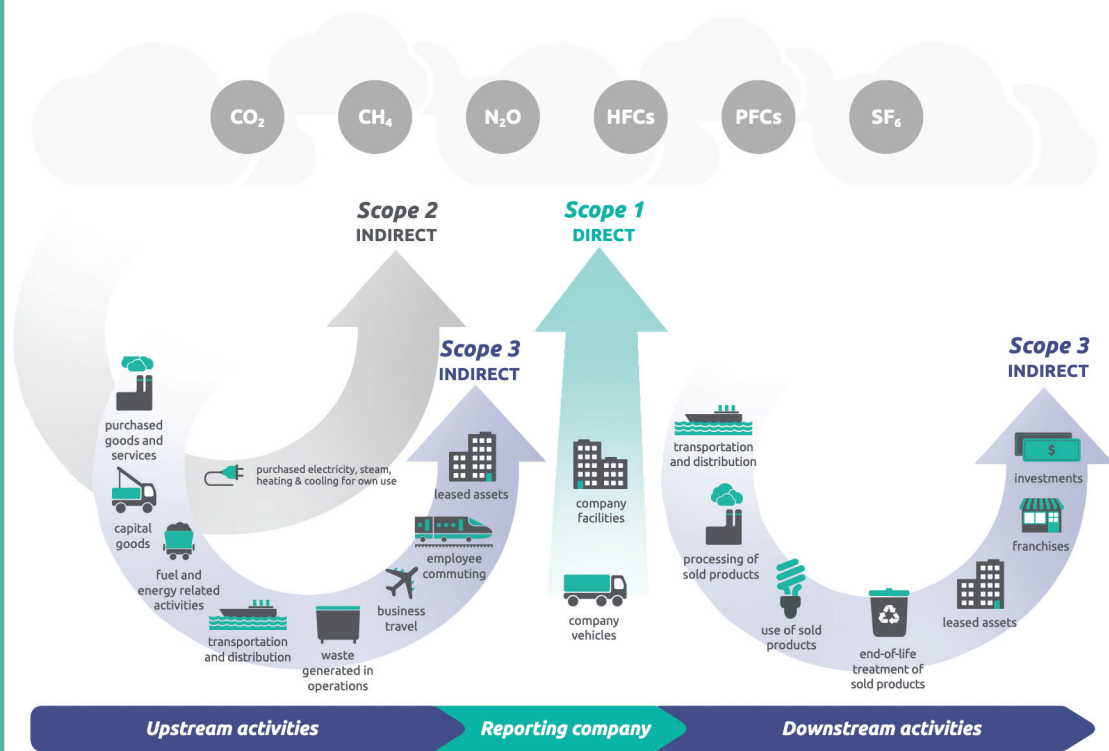 CO₂
CH₄
N₂O
HFCs
PFCs
SF₆
Scope 2
INDIRECT
Scope 1
DIRECT
Scope 3
INDIRECT
Scope 3
INDIRECT
purchased
goods and
services
capital
goods
fuel and
energy related
activities
purchased electricity, steam,
heating & cooling for own use
transportation
and distribution
waste
generated in
operations
business
travel
employee
commuting
leased assets
company
facilities
company
vehicles
transportation
and distribution
processing of
sold products
use of sold
products
end-of-life
treatment of
sold products
leased assets
franchises
$
investments
Upstream activities
Reporting company
Downstream activities